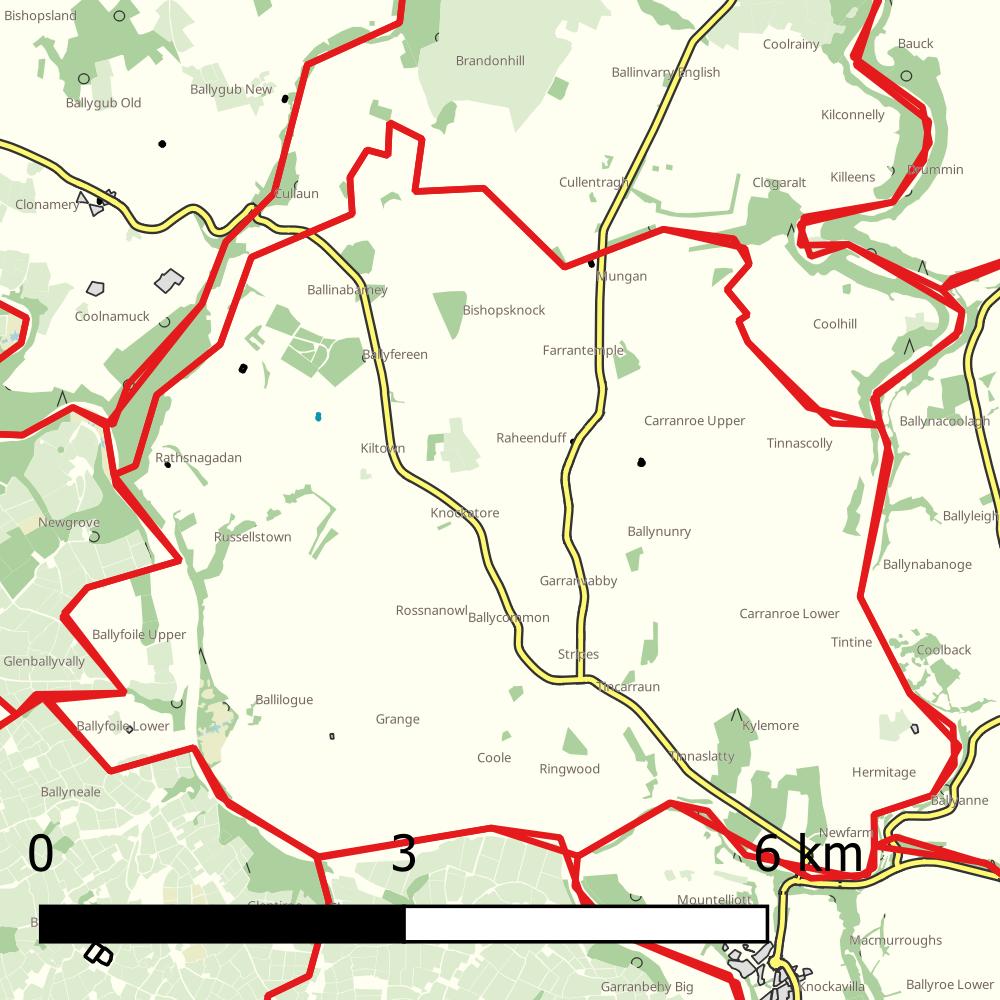 Bishopsland
Coolrainy
Bauck
Brandonhill
Ballinvarry English
Ballygub New
Ballygub Old
Kilconnelly
Drummin
Killeens
Clogaralt
Cullentragh
Cullaun
Clonamery
Mungan
Ballinabarney
Bishopsknock
Coolnamuck
Coolhill
Farrantemple
Ballyfereen
Carranroe Upper
Ballynacoolagh
Tinnascolly
Raheenduff
Kiltown
Rathsnagadan
Knockatore
Ballyleigh
Newgrove
Russellstown
Ballynunry
Ballynabanoge
Garranvabby
Rossnanowl
Ballycommon
Carranroe Lower
Ballyfoile Upper
Tintine
Coolback
Stripes
Glenballyvally
Tincarraun
Ballilogue
Grange
Ballyfoile Lower
Kylemore
Coole
Tinnaslatty
Ringwood
Hermitage
Ballyneale
Ballyanne
Newfarm
0 3 6 km
Mountelliott
Macmurroughs
Garranbehy Big
Knockavilla
Ballyroe Lower